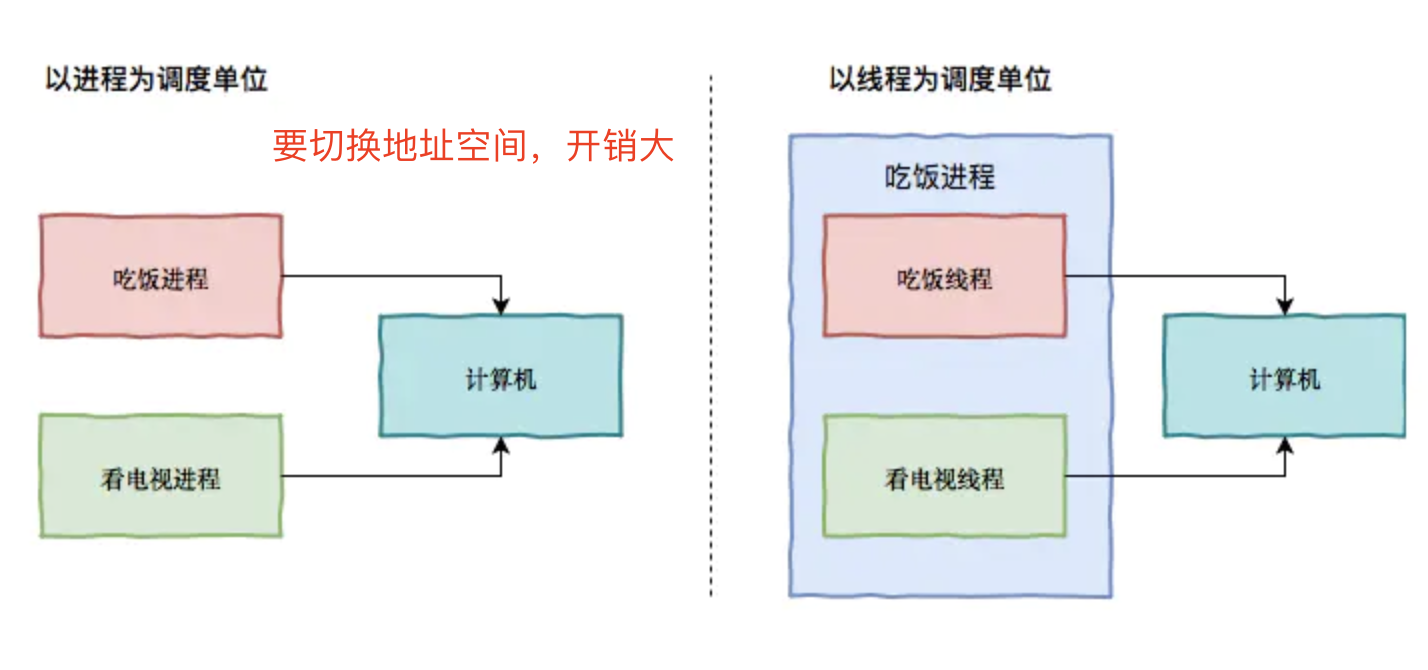 以进程为调度单位
要切换地址空间，开销大
吃饭进程
计算机
看电视进程
以线程为调度单位
吃饭进程
吃饭线程
计算机
看电视线程